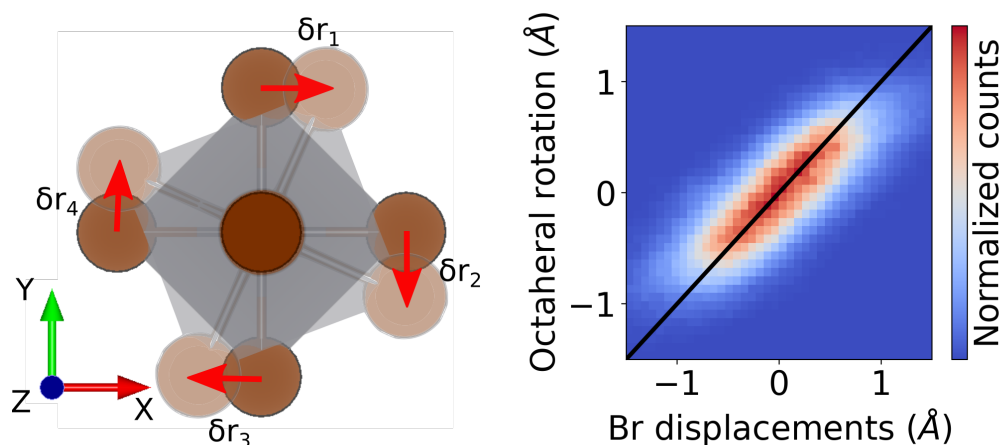 δr₁
δr₄
δr₂
δr₃
Y
Z
X
Octaheral rotation (Å)
1
0
−1
−1 0 1
Br displacements (Å)
Normalized counts